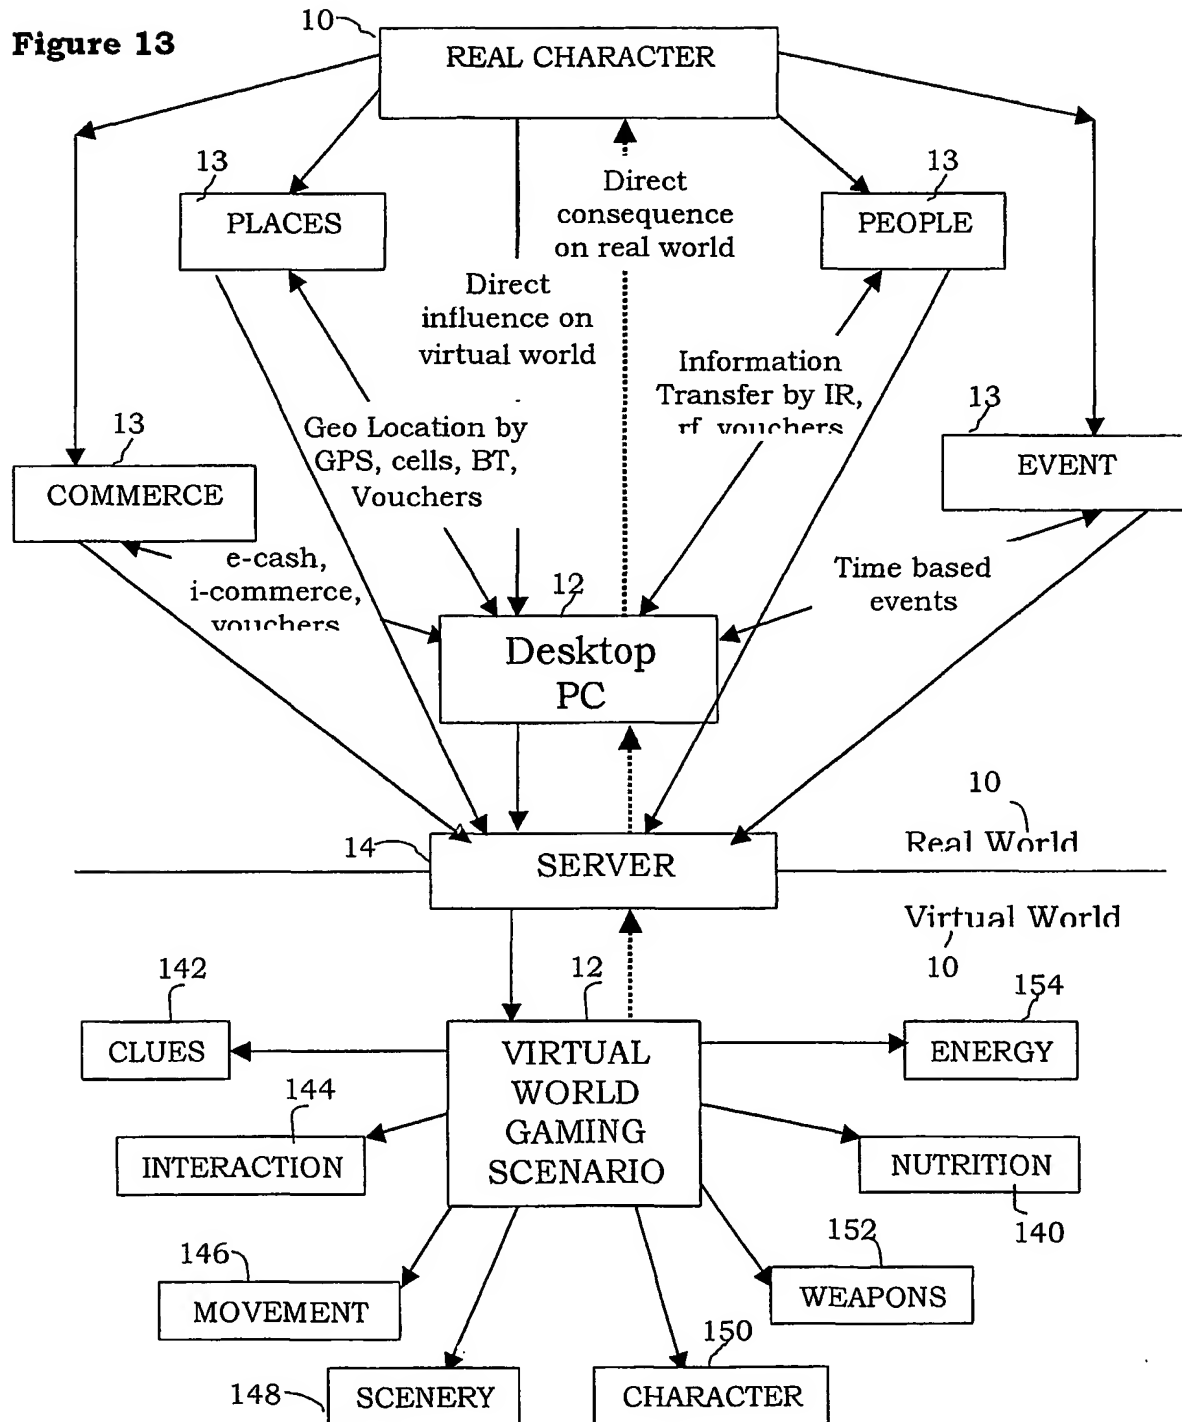 Figure 13
10
REAL CHARACTER
13
PLACES
Direct
consequence
on real world
13
PEOPLE
Direct
influence on
virtual world
Information
Transfer by IR,
rf vouchers
Geo Location by
GPS, cells, BT,
Vouchers
13
COMMERCE
13
EVENT
e-cash,
i-commerce,
vouchers
Time based
events
12
Desktop
PC
10
Real World
14
SERVER
Virtual World
10
142
CLUES
12
VIRTUAL
WORLD
GAMING
SCENARIO
154
ENERGY
144
INTERACTION
NUTRITION
140
146
MOVEMENT
152
WEAPONS
148
SCENERY
150
CHARACTER